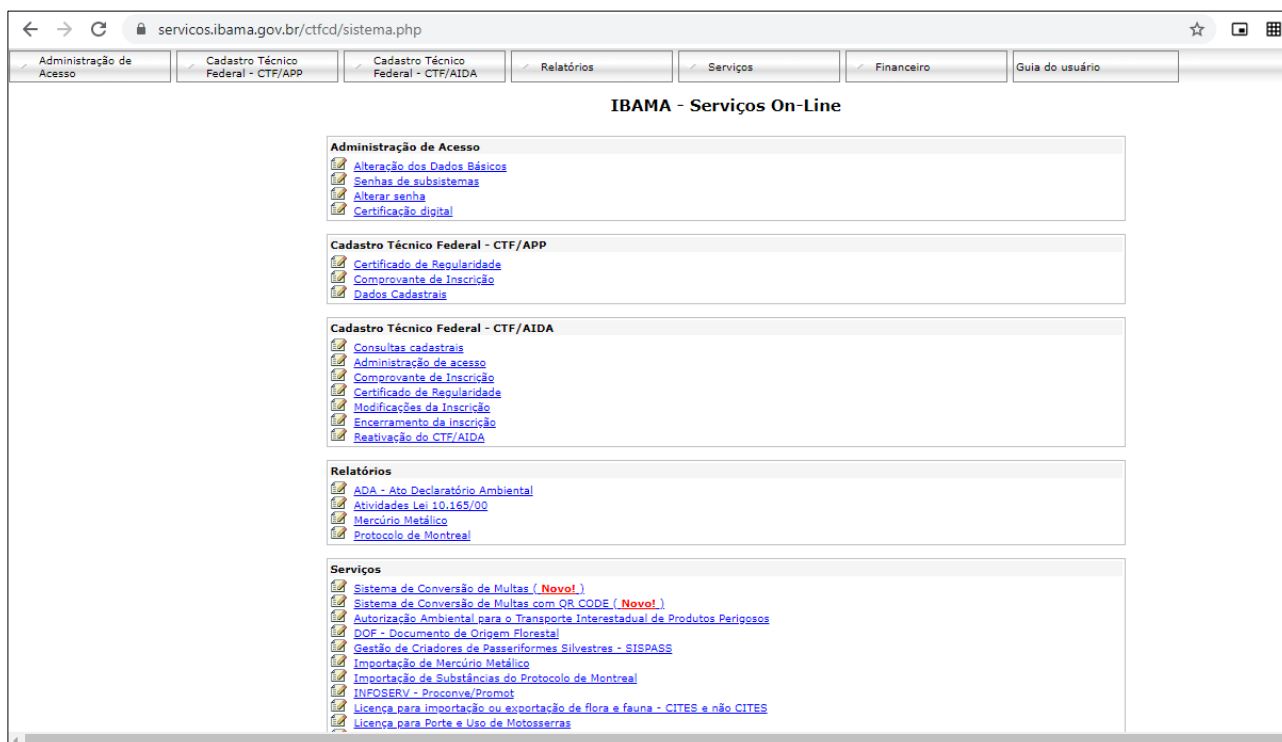 servicos.ibama.gov.br/ctfcd/sistema.php
Administração de
Acesso
Cadastro Técnico
Federal - CTF/APP
Cadastro Técnico
Federal - CTF/AIDA
Relatórios
Serviços
Financeiro
Guia do usuário
IBAMA - Serviços On-Line
Administração de Acesso
Alteração dos Dados Básicos
Senhas de subsistemas
Alterar senha
Certificação digital
Cadastro Técnico Federal - CTF/APP
Certificado de Regularidade
Comprovante de Inscrição
Dados Cadastrais
Cadastro Técnico Federal - CTF/AIDA
Consultas cadastrais
Administração de acesso
Comprovante de Inscrição
Certificado de Regularidade
Modificações da Inscrição
Encerramento da inscrição
Reativação do CTF/AIDA
Relatórios
ADA - Ato Declaratório Ambiental
Atividades Lei 10.165/00
Mercúrio Metálico
Protocolo de Montreal
Serviços
Sistema de Conversão de Multas ( Novo! )
Sistema de Conversão de Multas com QR CODE ( Novo! )
Autorização Ambiental para o Transporte Interestadual de Produtos Perigosos
DOF - Documento de Origem Florestal
Gestão de Criadores de Passeriformes Silvestres - SISPASS
Importação de Mercúrio Metálico
Importação de Substâncias do Protocolo de Montreal
INFOSERV - Proconve/Promot
Licença para importação ou exportação de flora e fauna - CITES e não CITES
Licença para Porte e Uso de Motosserras